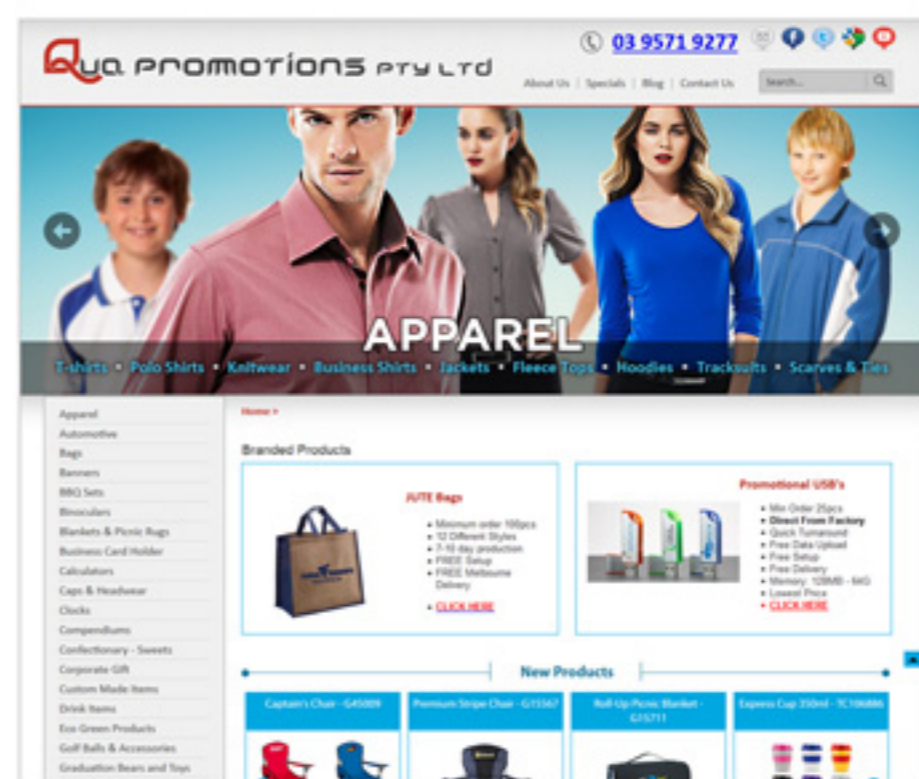 Qua Promotions Pty Ltd
03 9571 9277
About Us | Specials | Blog | Contact Us
Search...
APPAREL
T-shirts • Polo Shirts • Knitwear • Business Shirts • Jackets • Fleece Tops • Hoodies • Tracksuits • Scarves & Ties
Apparel
Automotive
Bags
Banners
BBQ Sets
Binoculars
Blankets & Picnic Rugs
Business Card Holder
Calculators
Caps & Headwear
Clocks
Compendiums
Confectionary - Sweets
Corporate Gift
Custom Made Items
Drink Items
Eco Green Products
Golf Balls & Accessories
Graduation Bears and Toys
Home >
Branded Products
JUTE Bags
• Minimum order 100pcs
• 12 Different Styles
• 7-10 day production
• FREE Setup
• FREE Melbourne
Delivery
• CLICK HERE
Promotional USB's
• Min Order 25pcs
• Direct From Factory
• Quick Turnaround
• Free Data Upload
• Free Setup
• Free Delivery
• Memory: 128MB - 64G
• Lowest Price
• CLICK HERE
New Products
Captain's Chair - G45009
Premium Stripe Chair - G15567
Roll-Up Picnic Blanket -
G15711
Express Cup 350ml - TC106886